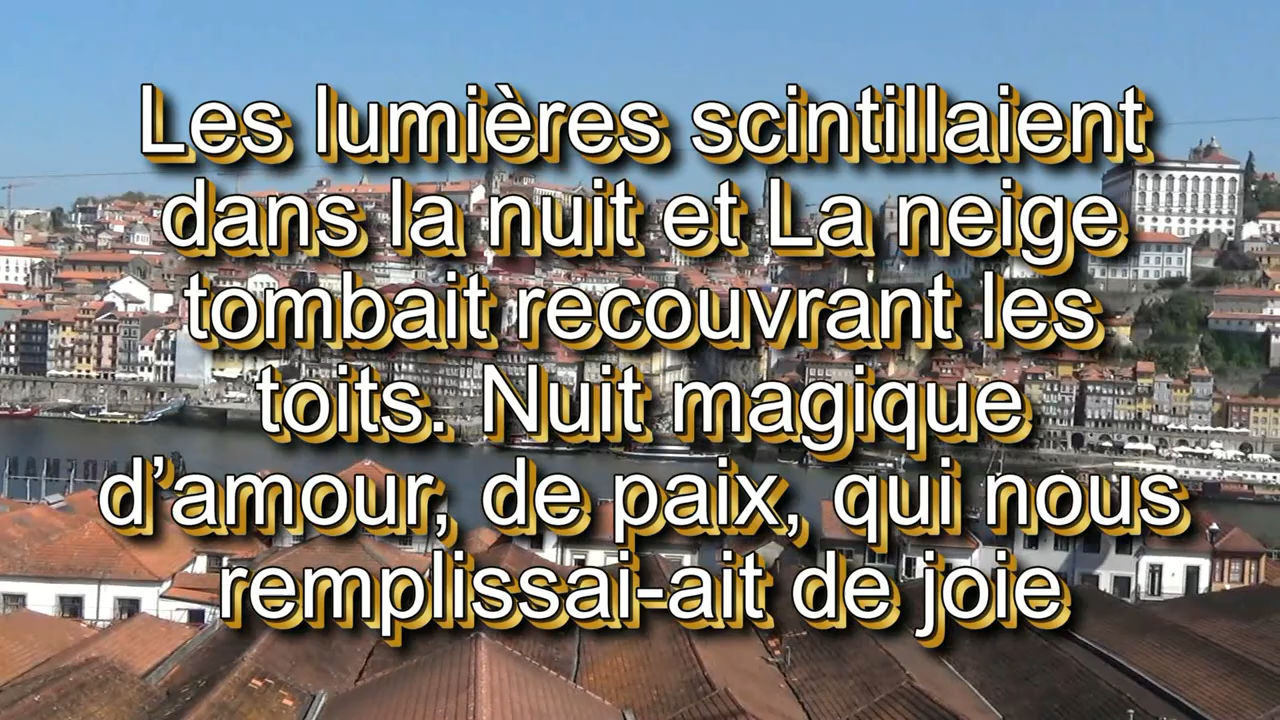 Les lumières scintillaient
dans la nuit et La neige
tombait recouvrant les
toits. Nuit magique
d’amour, de paix, qui nous
remplissai-ait de joie